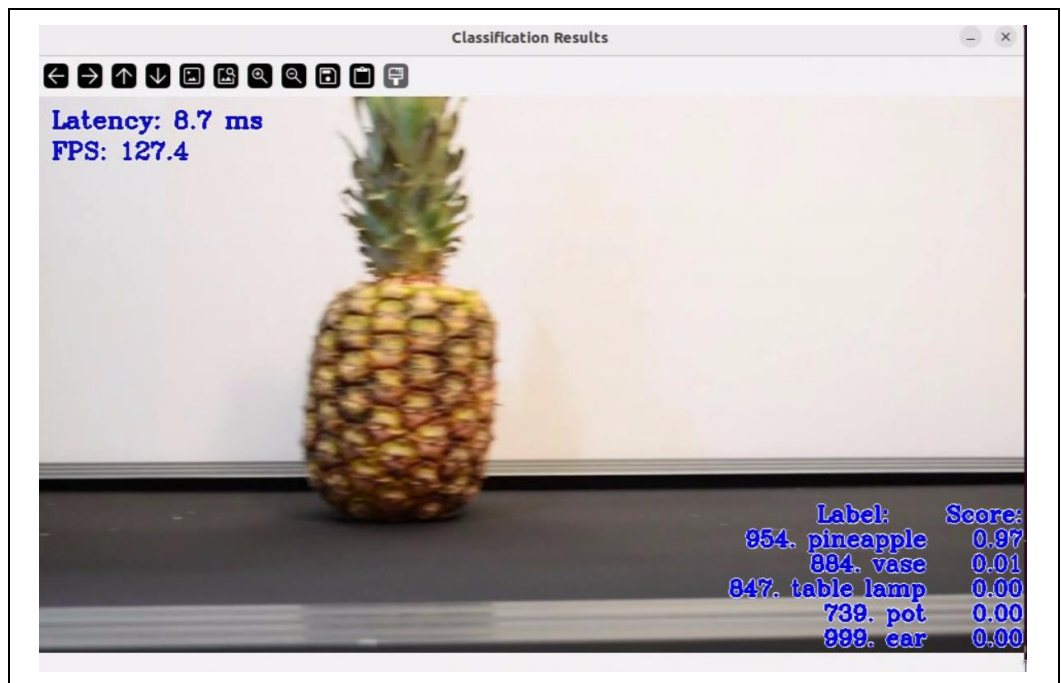 Classification Results
Latency: 8.7 ms
FPS: 127.4
Label: Score:
954. pineapple 0.97
884. vase 0.01
847. table lamp 0.00
739. pot 0.00
999. ear 0.00